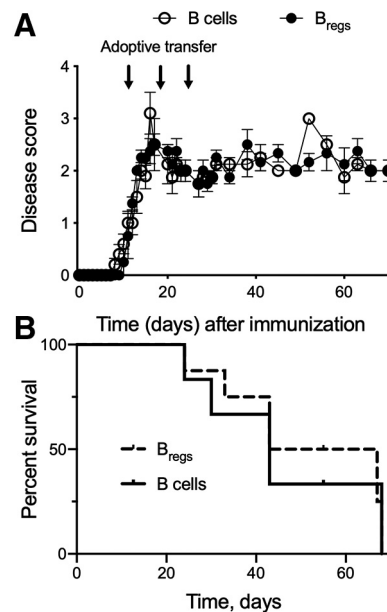 A
B cells
Bregs
Adoptive transfer
Disease score
4
3
2
1
0
0 20 40 60
Time (days) after immunization
B
Percent survival
100
50
0
Bregs
B cells
0 20 40 60
Time, days